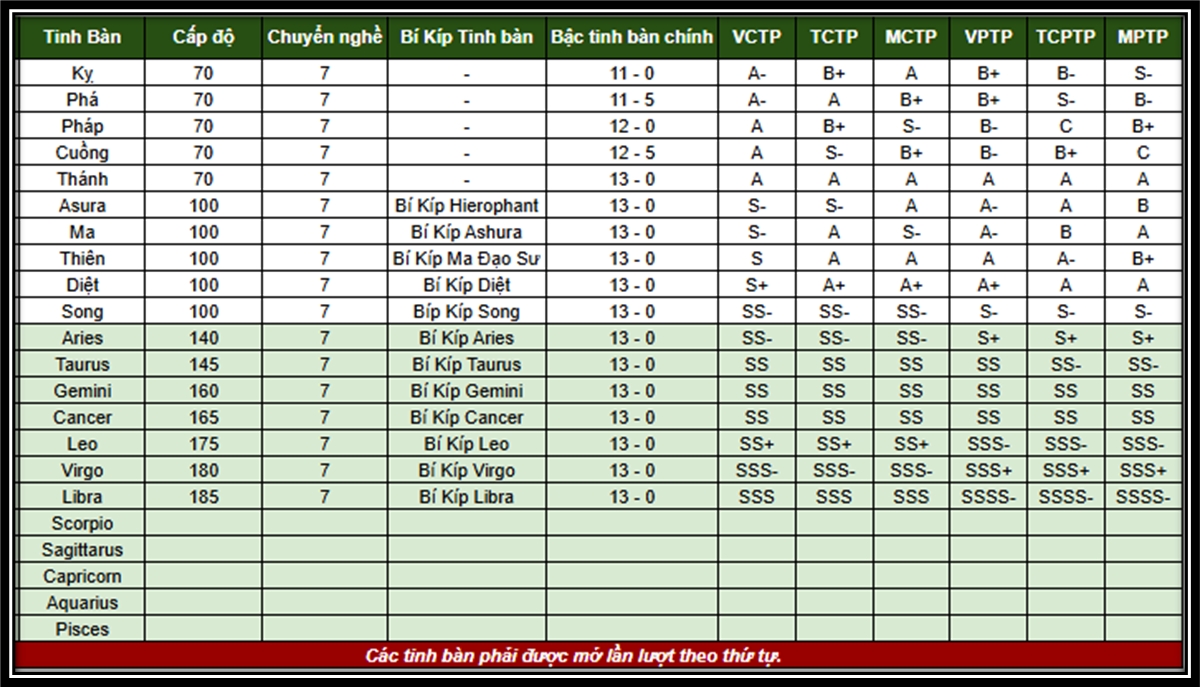 Tinh Bàn Cấp độ Chuyển nghề Bí Kíp Tinh bàn Bậc tinh bàn chính VCTP TCTP MCTP VPTP TCPTP MPTP
Kỵ 70 7 - 11 - 0 A- B+ A B+ B- S-
Phá 70 7 - 11 - 5 A- A B+ B+ S- B-
Pháp 70 7 - 12 - 0 A B+ S- B- C B+
Cuồng 70 7 - 12 - 5 A S- B+ B- B+ C
Thánh 70 7 - 13 - 0 A A A A A A
Asura 100 7 Bí Kíp Hierophant 13 - 0 S- S- A A- A B
Ma 100 7 Bí Kíp Ashura 13 - 0 S- A S- A- B A
Thiên 100 7 Bí Kíp Ma Đạo Sư 13 - 0 S A A A A- B+
Diệt 100 7 Bí Kíp Diệt 13 - 0 S+ A+ A+ A+ A A
Song 100 7 Bíp Kíp Song 13 - 0 SS- SS- SS- S- S- S-
Aries 140 7 Bí Kíp Aries 13 - 0 SS- SS- SS- S+ S+ S+
Taurus 145 7 Bí Kíp Taurus 13 - 0 SS SS SS SS SS- SS-
Gemini 160 7 Bí Kíp Gemini 13 - 0 SS SS SS SS SS SS
Cancer 165 7 Bí Kíp Cancer 13 - 0 SS SS SS SS SS SS
Leo 175 7 Bí Kíp Leo 13 - 0 SS+ SS+ SS+ SSS- SSS- SSS-
Virgo 180 7 Bí Kíp Virgo 13 - 0 SSS- SSS- SSS- SSS+ SSS+ SSS+
Libra 185 7 Bí Kíp Libra 13 - 0 SSS SSS SSS SSSS- SSSS- SSSS-
Scorpio
Sagittarus
Capricorn
Aquarius
Pisces
Các tinh bàn phải được mở lần lượt theo thứ tự.